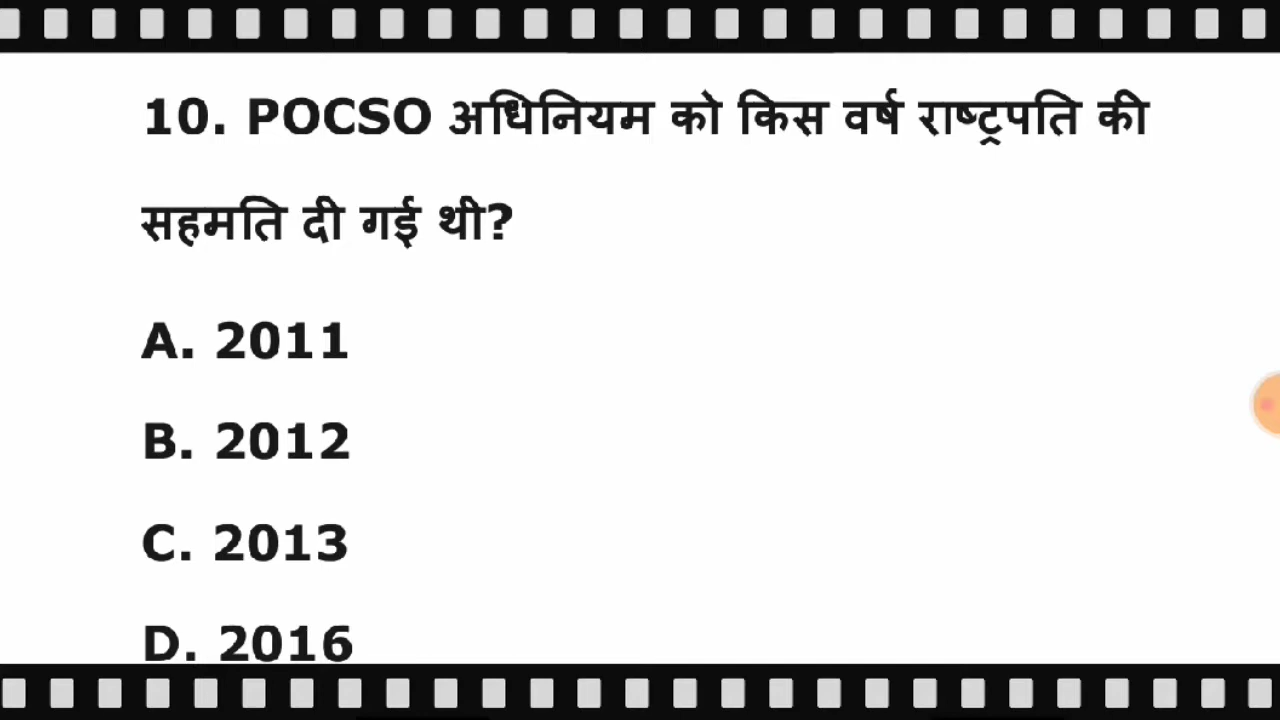 10. POCSO अधिनियम को किस वर्ष राष्ट्रपति की
सहमति दी गई थी?
A. 2011
B. 2012
C. 2013
D. 2016